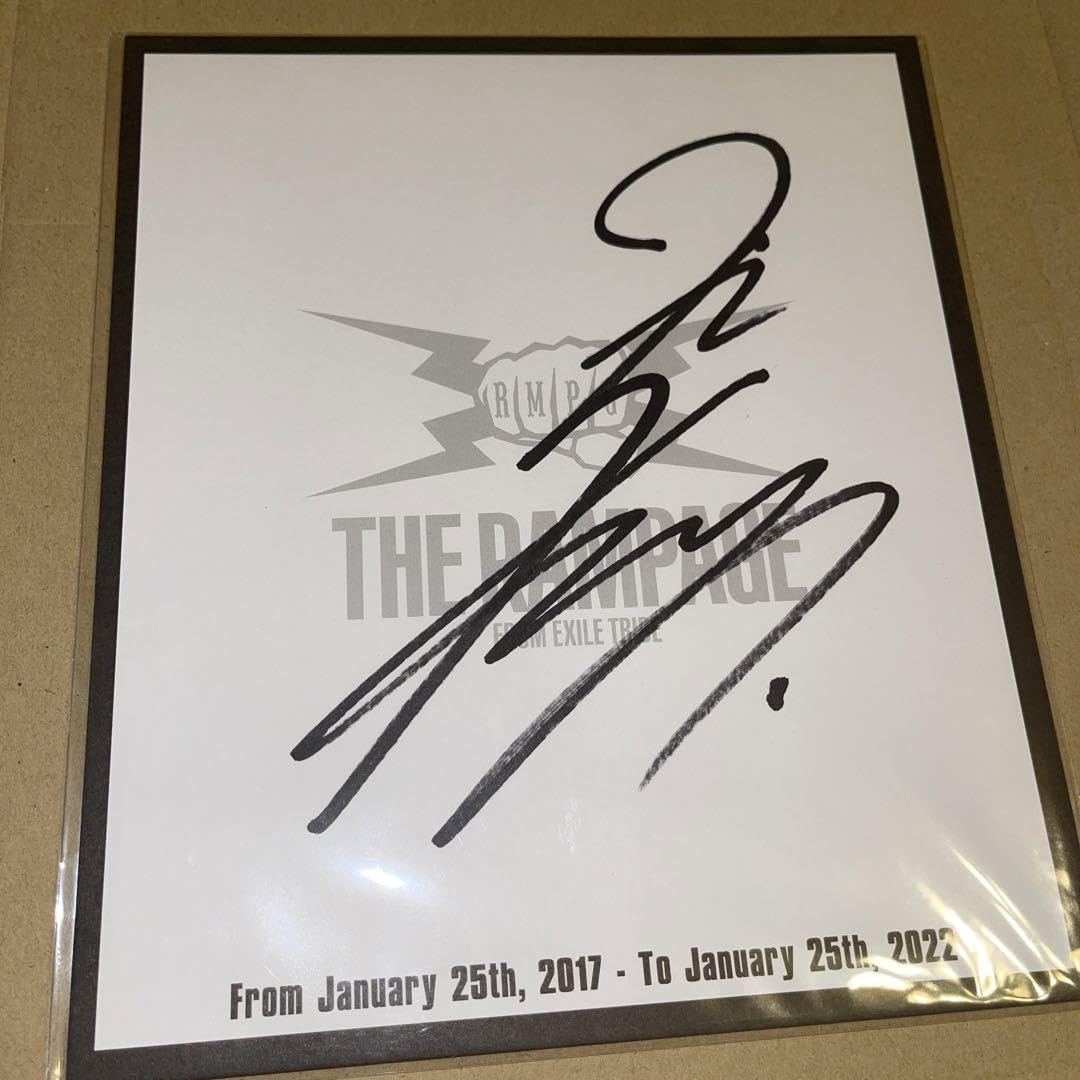 RMPG
THE RAMPAGE
FROM EXILE TRIBE
From January 25th, 2017 - To January 25th, 2022